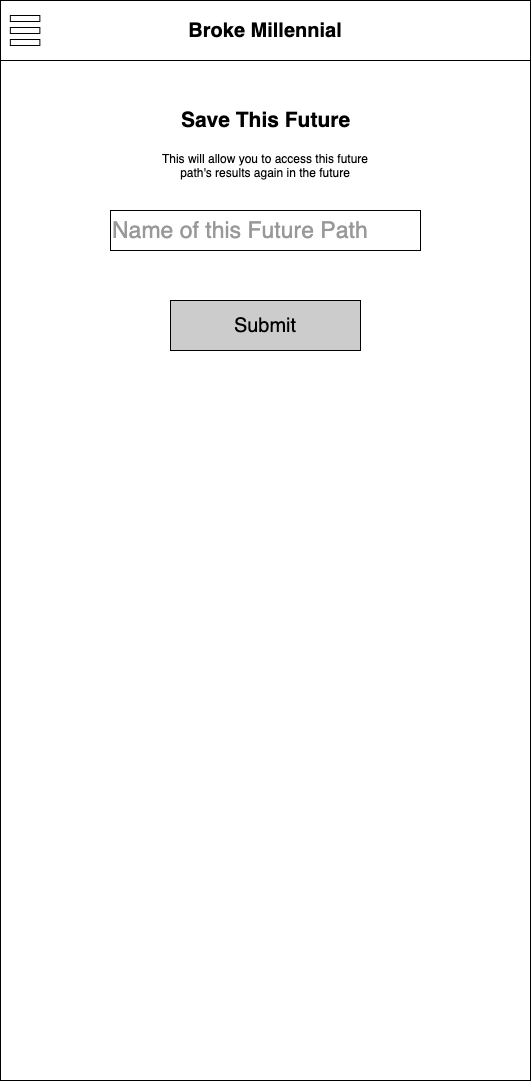 Broke Millennial
Save This Future
This will allow you to access this future
path's results again in the future
Name of this Future Path
Submit